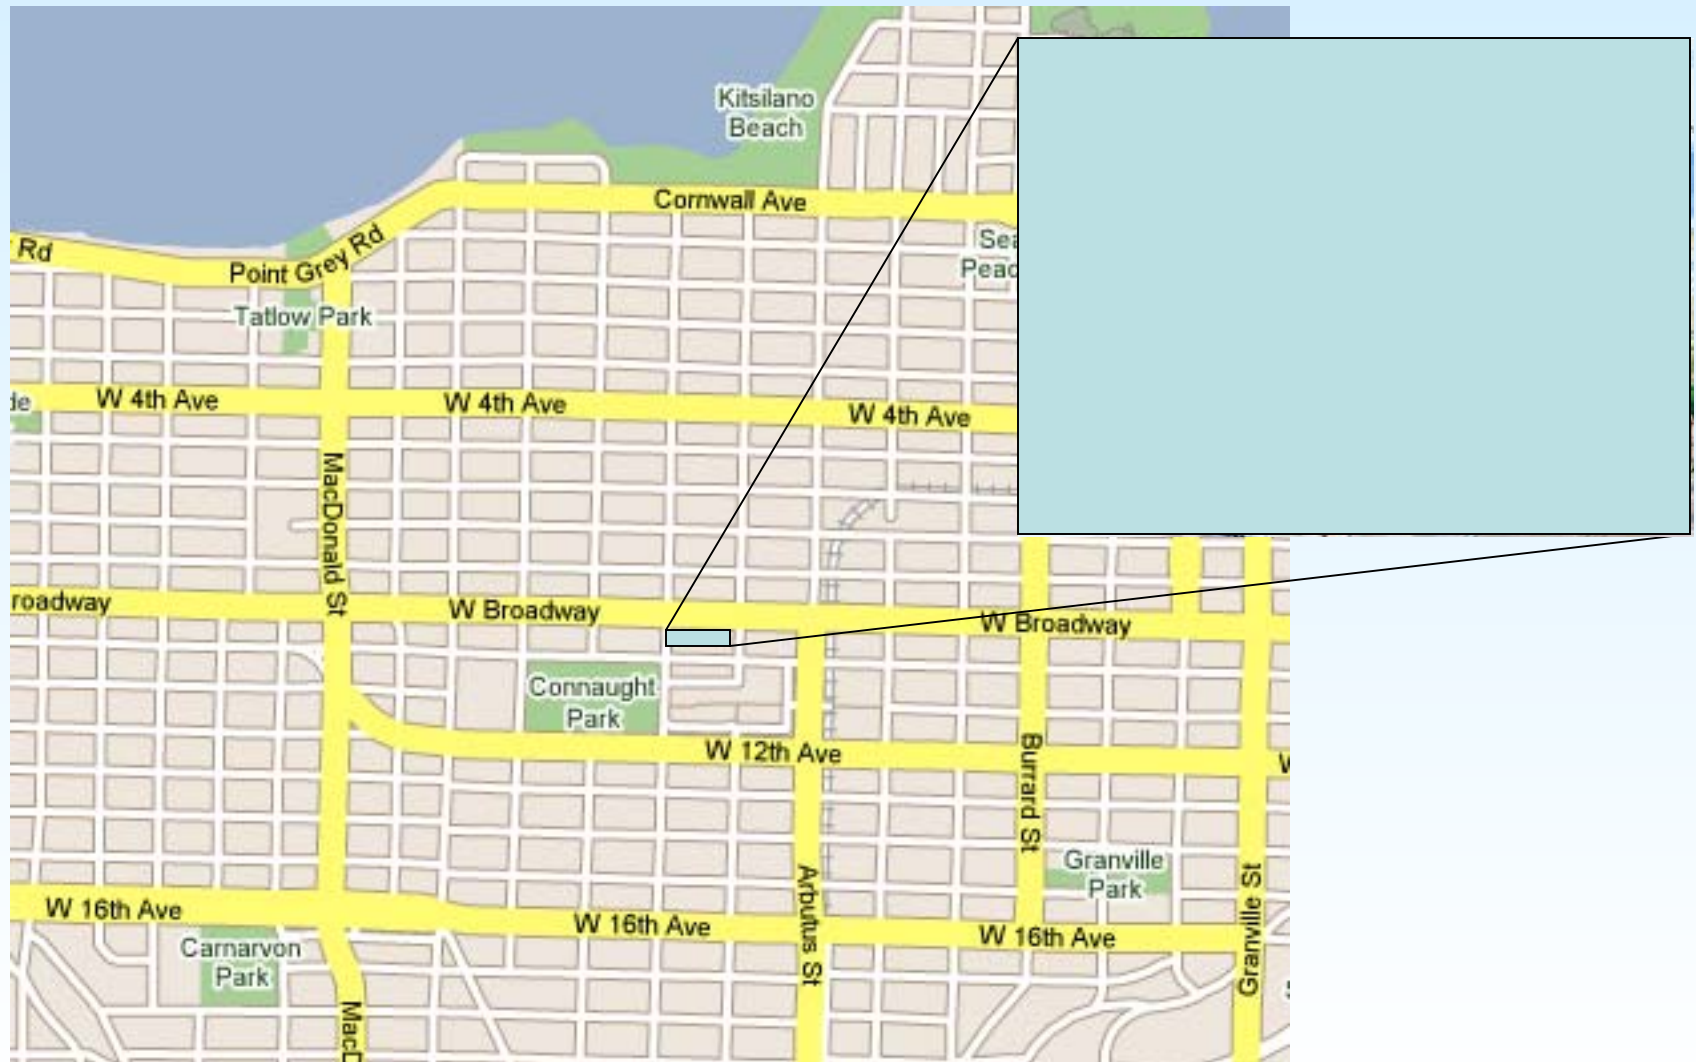 Kitsilano
Beach
Cornwall Ave
Rd
Point Grey Rd
Tatlow Park
W 4th Ave
W 4th Ave
W 4th Ave
MacDonald St
roadway
W Broadway
W Broadway
Connaught
Park
W 12th Ave
Burrard St
Granville
Park
Arbutus St
Granville St
W 16th Ave
W 16th Ave
W 16th Ave
Carnarvon
Park
MacD